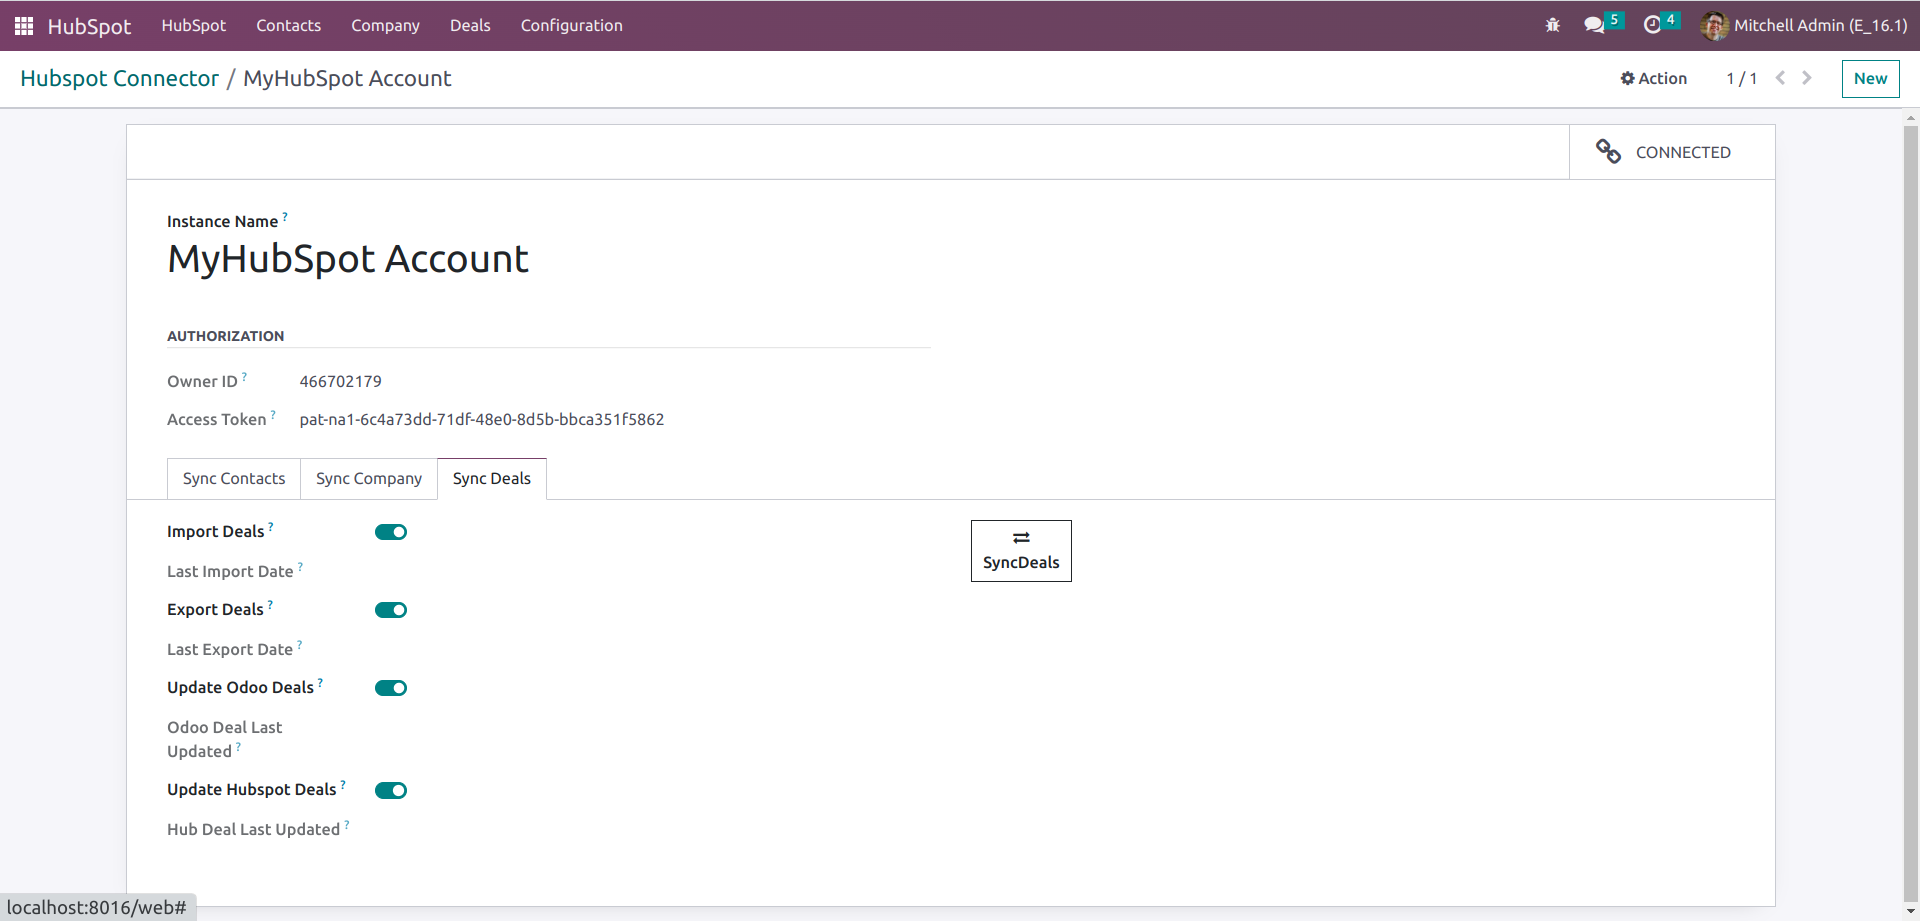 HubSpot HubSpot Contacts Company Deals Configuration 5 4 Mitchell Admin (E_16.1)
Hubspot Connector / MyHubSpot Account Action 1 / 1 New
CONNECTED
Instance Name ?
MyHubSpot Account
AUTHORIZATION
Owner ID ? 466702179
Access Token ? pat-na1-6c4a73dd-71df-48e0-8d5b-bbca351f5862
Sync Contacts Sync Company Sync Deals
Import Deals ?
SyncDeals
Last Import Date ?
Export Deals ?
Last Export Date ?
Update Odoo Deals ?
Odoo Deal Last
Updated ?
Update Hubspot Deals ?
Hub Deal Last Updated ?
localhost:8016/web#